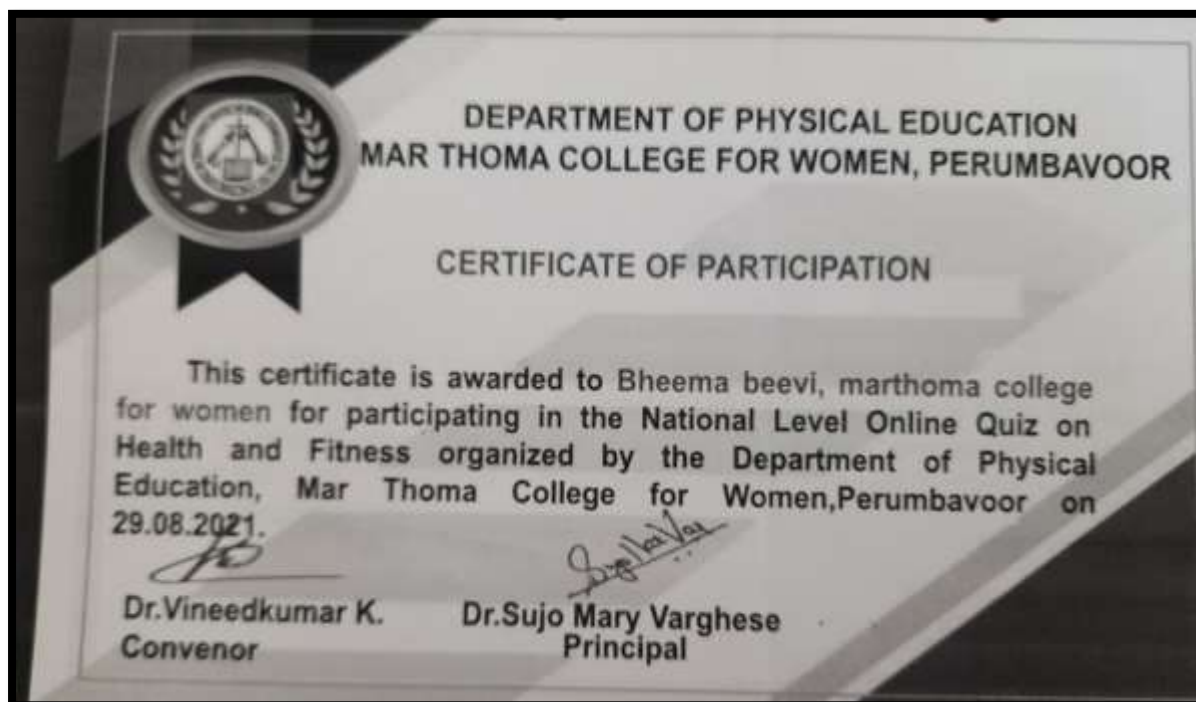 DEPARTMENT OF PHYSICAL EDUCATION
MAR THOMA COLLEGE FOR WOMEN, PERUMBAVOOR
CERTIFICATE OF PARTICIPATION
This certificate is awarded to Bheema beevi, marthoma college
for women for participating in the National Level Online Quiz on
Health and Fitness organized by the Department of Physical
Education, Mar Thoma College for Women,Perumbavoor on
29.08.2021.
Dr.Vineedkumar K. Dr.Sujo Mary Varghese
Convenor Principal